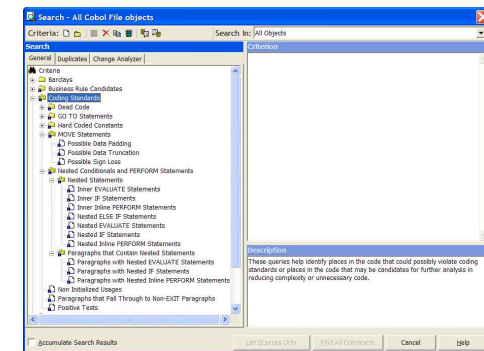 Search - All Cobol File objects
Criteria:
Search In: All Objects
Search
Criterion
General Duplicates Change Analyzer
Criteria
Barclays
Business Rule Candidates
Coding Standards
Dead Code
GO TO Statements
Hard Coded Constants
MOVE Statements
Possible Data Padding
Possible Data Truncation
Possible Sign Loss
Nested Conditionals and PERFORM Statements
Nested Statements
Inner EVALUATE Statements
Inner IF Statements
Inner Inline PERFORM Statements
Nested ELSE IF Statements
Nested EVALUATE Statements
Nested IF Statements
Nested Inline PERFORM Statements
Paragraphs that Contain Nested Statements
Paragraphs with Nested EVALUATE Statements
Paragraphs with Nested IF Statements
Paragraphs with Nested Inline PERFORM Statements
Non Initialized Usages
Paragraphs that Fall Through to Non-EXIT Paragraphs
Positive Tests
Description
These queries help identify places in the code that could possibly violate coding
standards or places in the code that may be candidates for further analysis in
reducing complexity or unnecessary code.
Accumulate Search Results
List Sources Only
Find All Constructs
Cancel
Help